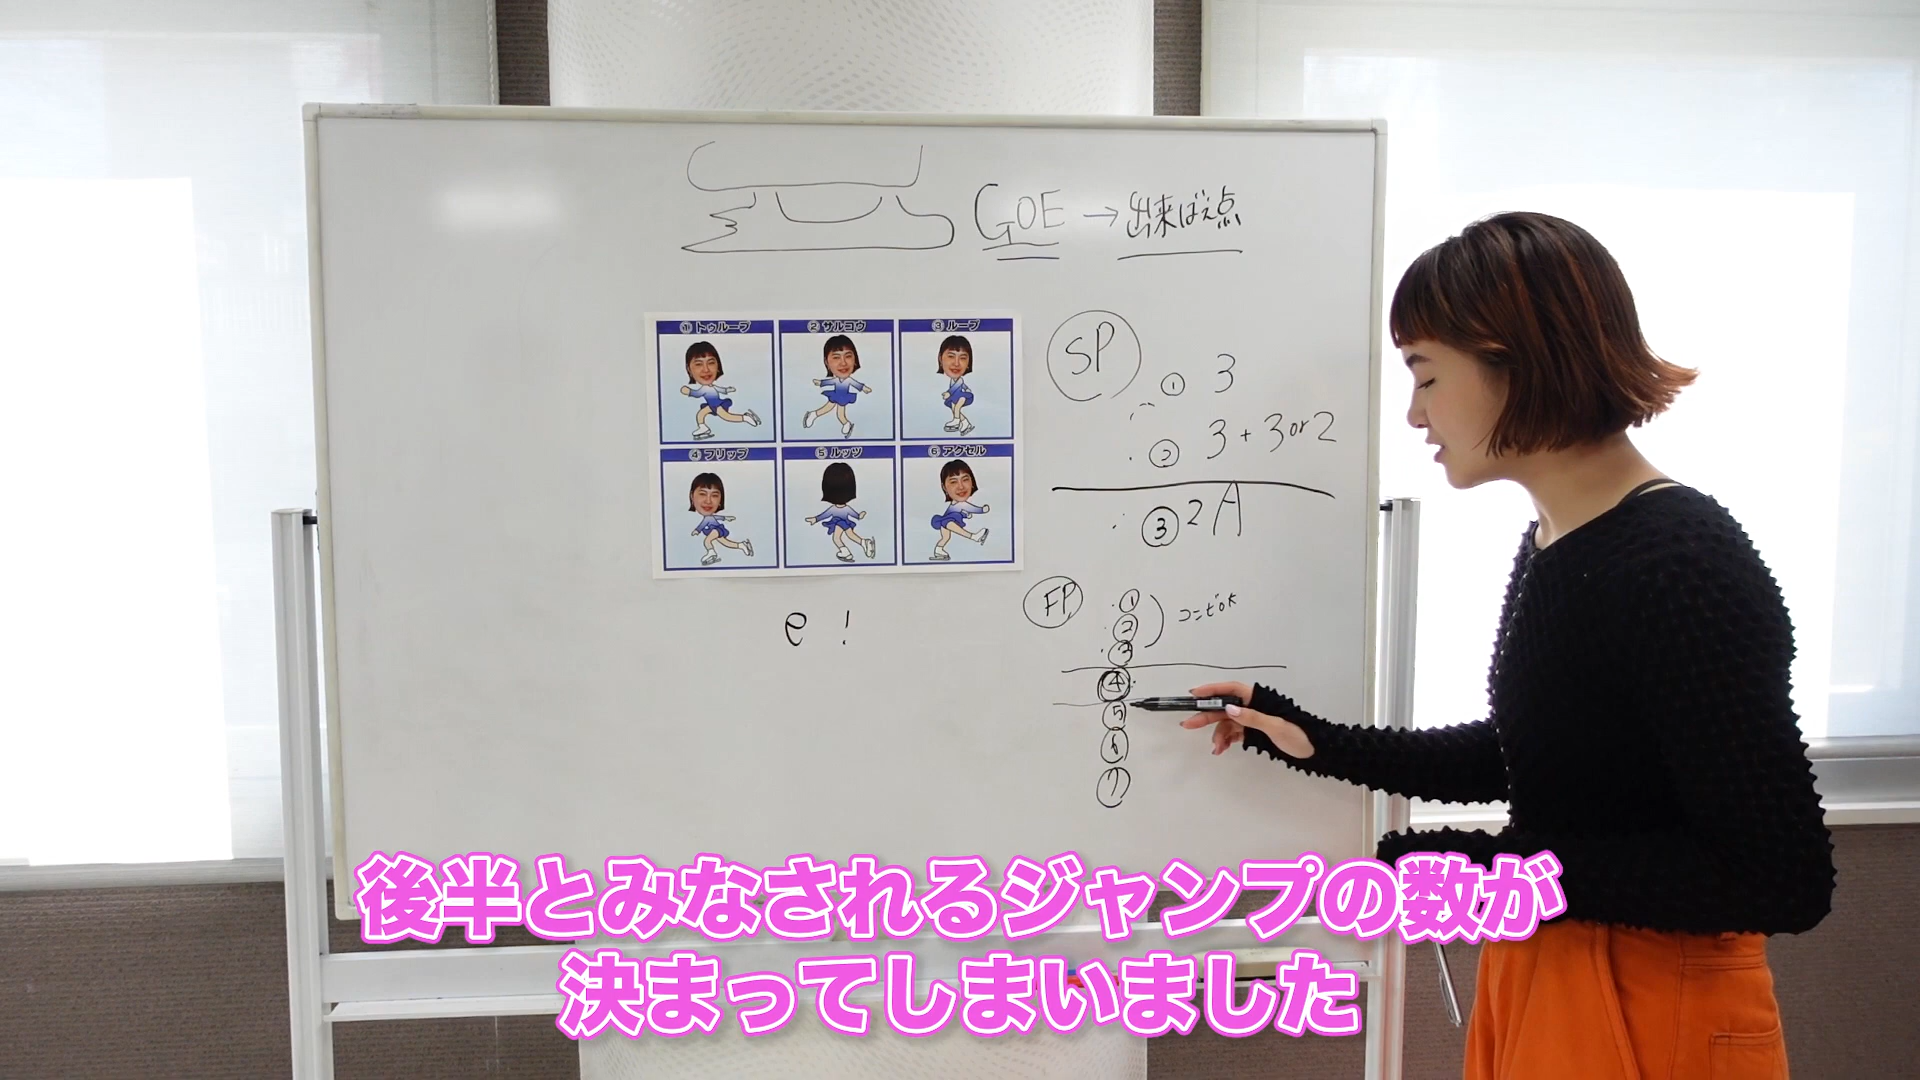 GOE → 出来ばえ点
① トゥループ
② サルコウ
③ ループ
④ フリップ
⑤ ルッツ
⑥ アクセル
SP
① 3
② 3 + 3 or 2
③ 2A
e !
FP
①
②
③
コンビOK
④
⑤
⑥
⑦
後半とみなされるジャンプの数が
決まってしまいました